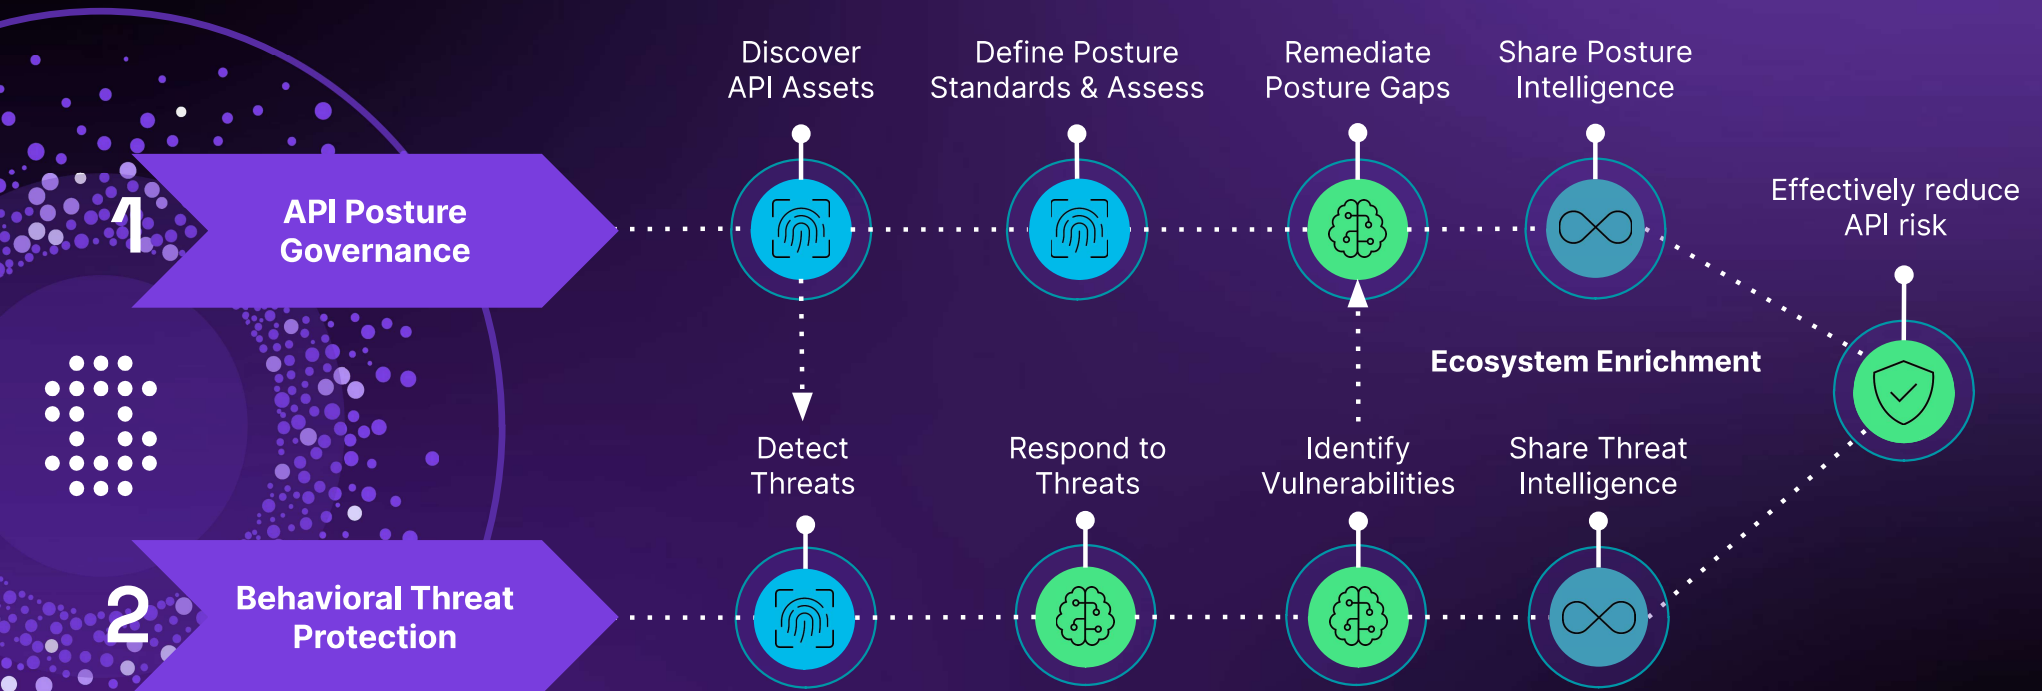 Discover
API Assets
Define Posture
Standards & Assess
Remediate
Posture Gaps
Share Posture
Intelligence
1
API Posture
Governance
Effectively reduce
API risk
Ecosystem Enrichment
Detect
Threats
Respond to
Threats
Identify
Vulnerabilities
Share Threat
Intelligence
2
Behavioral Threat
Protection